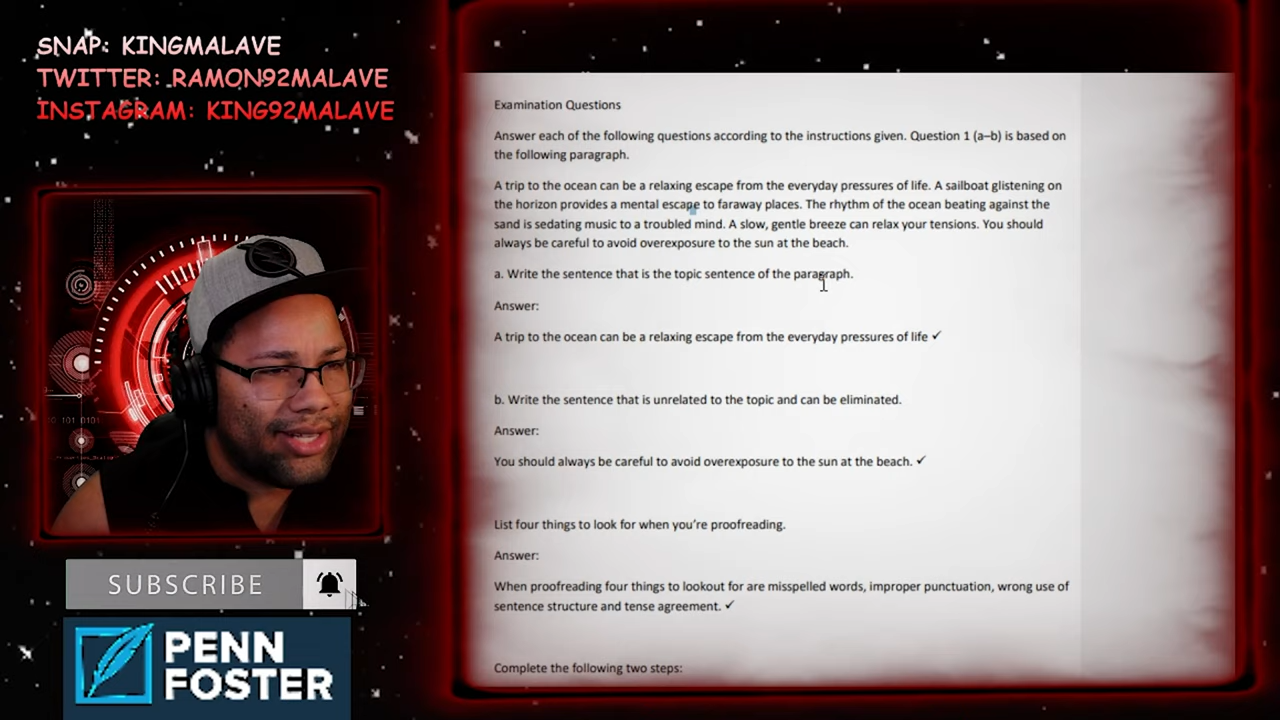 SNAP: KINGMALAVE
TWITTER: RAMON92MALAVE
INSTAGRAM: KING92MALAVE
SUBSCRIBE
PENN
FOSTER
Examination Questions
Answer each of the following questions according to the instructions given. Question 1 (a–b) is based on
the following paragraph.
A trip to the ocean can be a relaxing escape from the everyday pressures of life. A sailboat glistening on
the horizon provides a mental escape to faraway places. The rhythm of the ocean beating against the
sand is sedating music to a troubled mind. A slow, gentle breeze can relax your tensions. You should
always be careful to avoid overexposure to the sun at the beach.
a. Write the sentence that is the topic sentence of the paragraph.
Answer:
A trip to the ocean can be a relaxing escape from the everyday pressures of life ✓
b. Write the sentence that is unrelated to the topic and can be eliminated.
Answer:
You should always be careful to avoid overexposure to the sun at the beach. ✓
List four things to look for when you’re proofreading.
Answer:
When proofreading four things to lookout for are misspelled words, improper punctuation, wrong use of
sentence structure and tense agreement. ✓
Complete the following two steps: